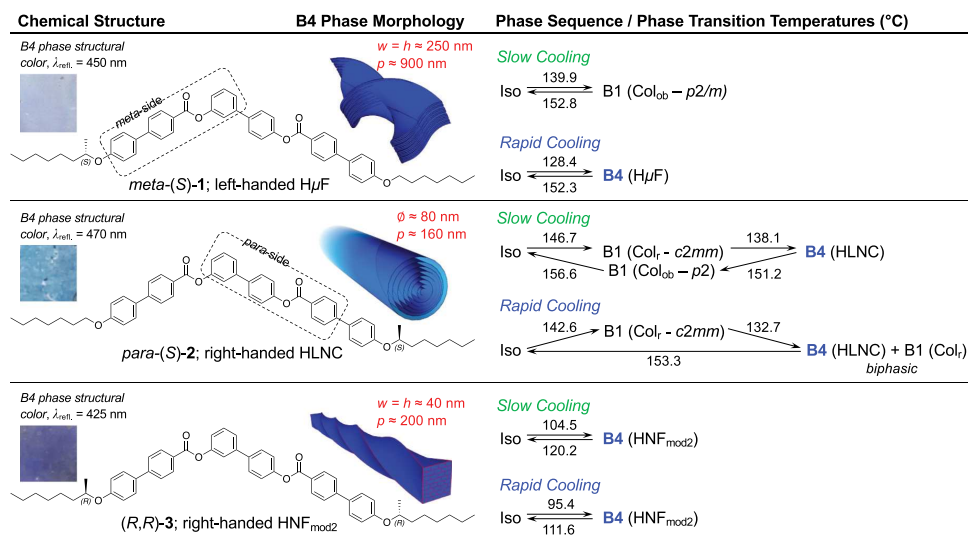 Chemical Structure B4 Phase Morphology Phase Sequence / Phase Transition Temperatures (°C)
B4 phase structural
color, λrefl. = 450 nm
w = h ≈ 250 nm
p ≈ 900 nm
meta-side
O
O
O
O
O
(S)
O
meta-(S)-1; left-handed HμF
Slow Cooling
139.9
Iso B1 (Colob – p2/m)
152.8
Rapid Cooling
128.4
Iso B4 (HμF)
152.3
B4 phase structural
color, λrefl. = 470 nm
ø ≈ 80 nm
p ≈ 160 nm
para-side
O
O
O
O
O
O
(S)
para-(S)-2; right-handed HLNC
Slow Cooling
146.7 138.1
Iso B1 (Colr - c2mm) B4 (HLNC)
B1 (Colob – p2)
156.6 151.2
Rapid Cooling
142.6 B1 (Colr - c2mm) 132.7
Iso B4 (HLNC) + B1 (Colr)
153.3 biphasic
B4 phase structural
color, λrefl. = 425 nm
w = h ≈ 40 nm
p ≈ 200 nm
O
O
O
O
O
(R)
O
(R)
(R,R)-3; right-handed HNFmod2
Slow Cooling
104.5
Iso B4 (HNFmod2)
120.2
Rapid Cooling
95.4
Iso B4 (HNFmod2)
111.6